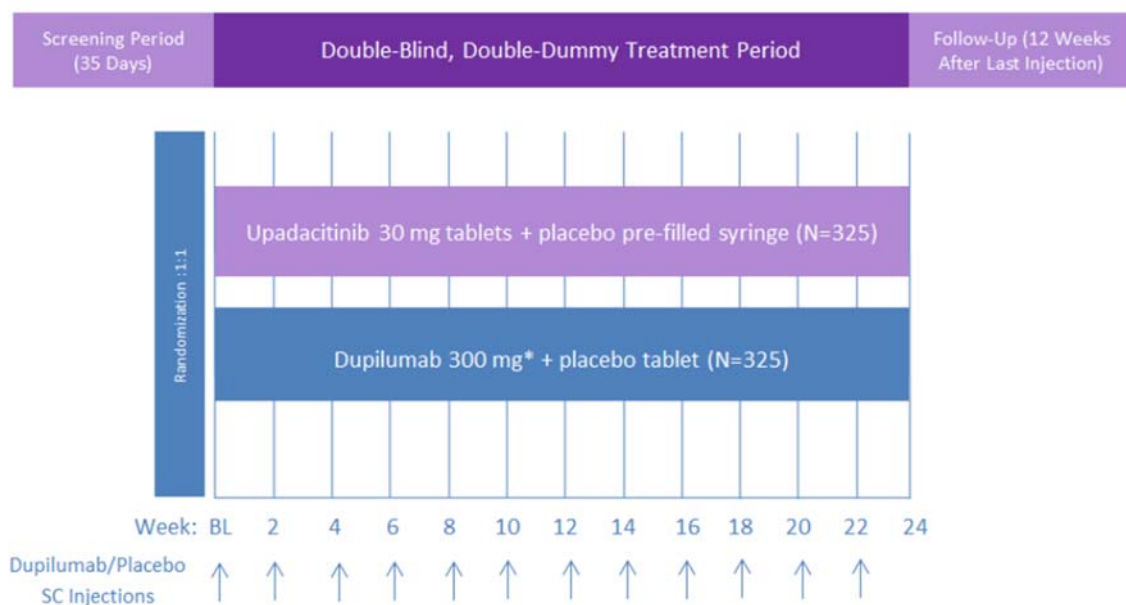 Screening Period
(35 Days)
Double-Blind, Double-Dummy Treatment Period
Follow-Up (12 Weeks
After Last Injection)
Randomization :1:1
Upadacitinib 30 mg tablets + placebo pre-filled syringe (N=325)
Dupilumab 300 mg* + placebo tablet (N=325)
Week: BL 2 4 6 8 10 12 14 16 18 20 22 24
Dupilumab/Placebo
SC Injections